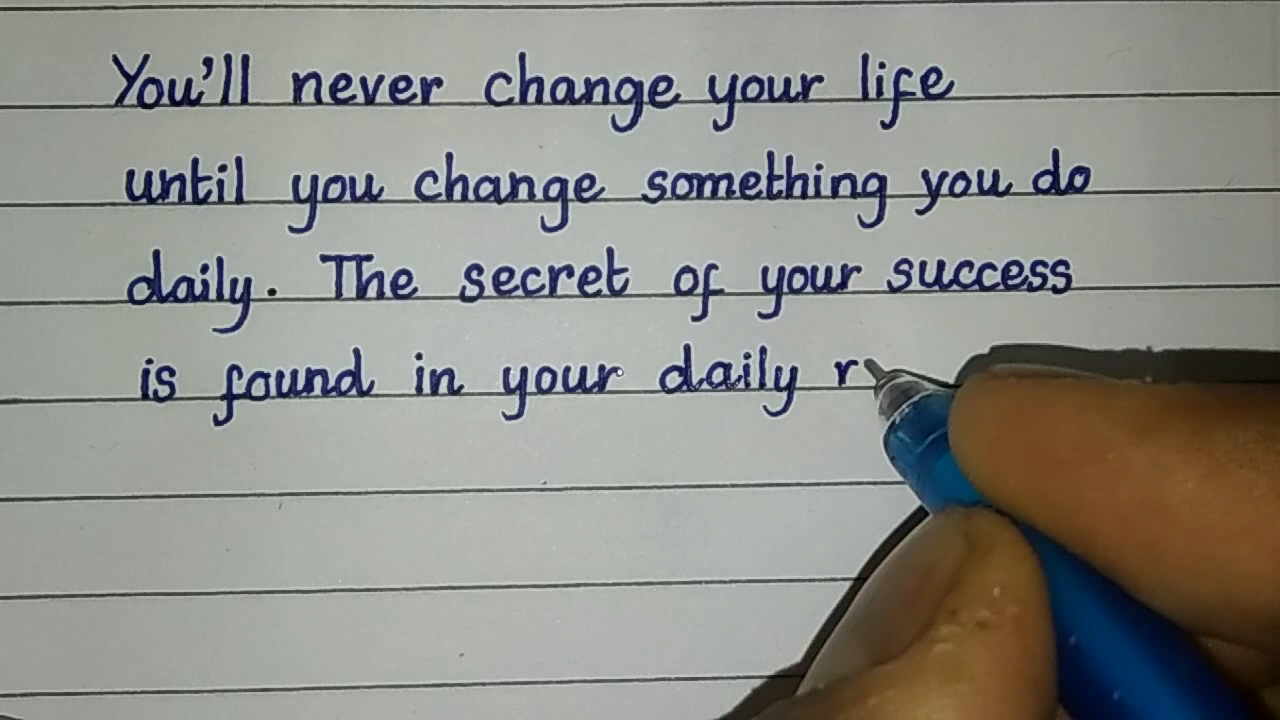 You'll never change your life
until you change something you do
daily. The secret of your success
is found in your daily r